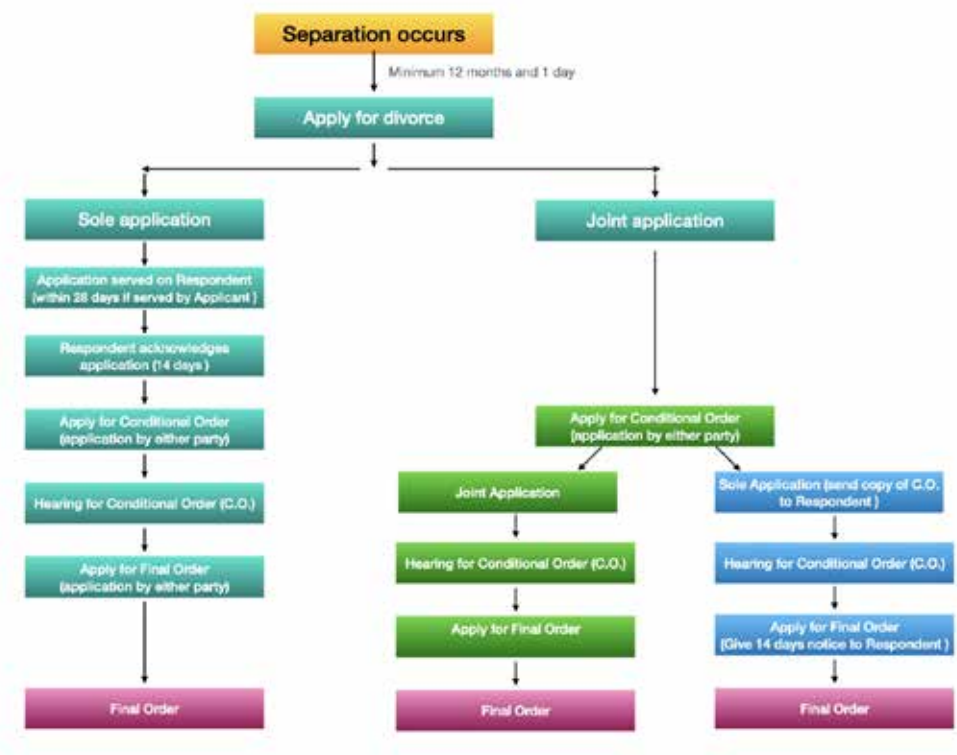 Separation occurs
Minimum 12 months and 1 day
Apply for divorce
Sole application
Application served on Respondent
(within 28 days if served by Applicant )
Respondent acknowledges
application (14 days )
Apply for Conditional Order
(application by either party)
Hearing for Conditional Order (C.O.)
Apply for Final Order
(application by either party)
Final Order
Joint application
Apply for Conditional Order
(application by either party)
Joint Application
Hearing for Conditional Order (C.O.)
Apply for Final Order
Final Order
Sole Application (send copy of C.O.
to Respondent )
Hearing for Conditional Order (C.O.)
Apply for Final Order
(Give 14 days notice to Respondent )
Final Order